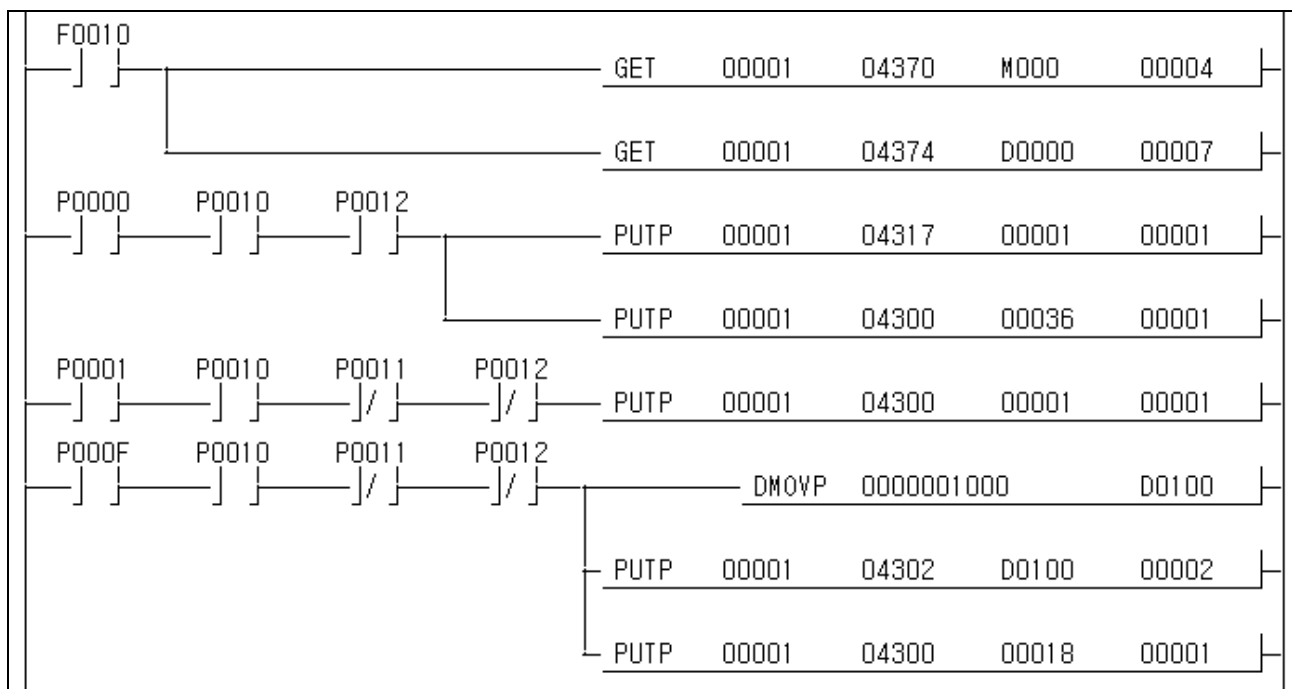 F0010
GET 00001 04370 M000 00004
GET 00001 04374 D0000 00007
P0000 P0010 P0012
PUTP 00001 04317 00001 00001
PUTP 00001 04300 00036 00001
P0001 P0010 P0011 P0012
PUTP 00001 04300 00001 00001
P000F P0010 P0011 P0012
DMOVP 0000001000 D0100
PUTP 00001 04302 D0100 00002
PUTP 00001 04300 00018 00001